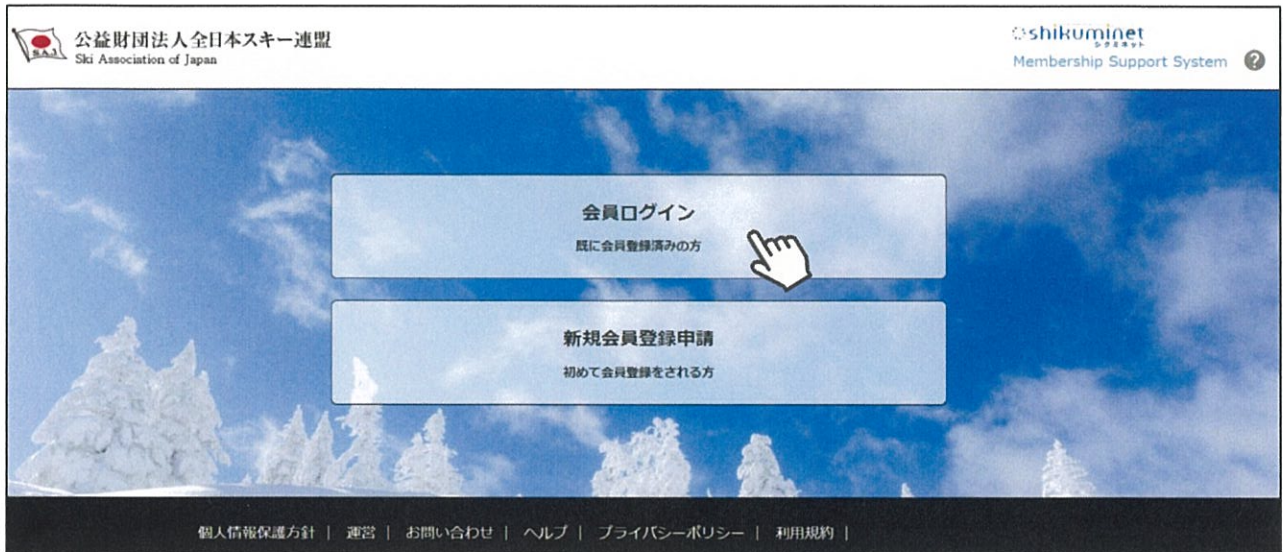 公益財団法人全日本スキー連盟
SAJ
Ski Association of Japan
shikuminet
シクミネット
Membership Support System ?
会員ログイン
既に会員登録済みの方
新規会員登録申請
初めて会員登録をされる方
個人情報保護方針 | 運営 | お問い合わせ | ヘルプ | プライバシーポリシー | 利用規約 |